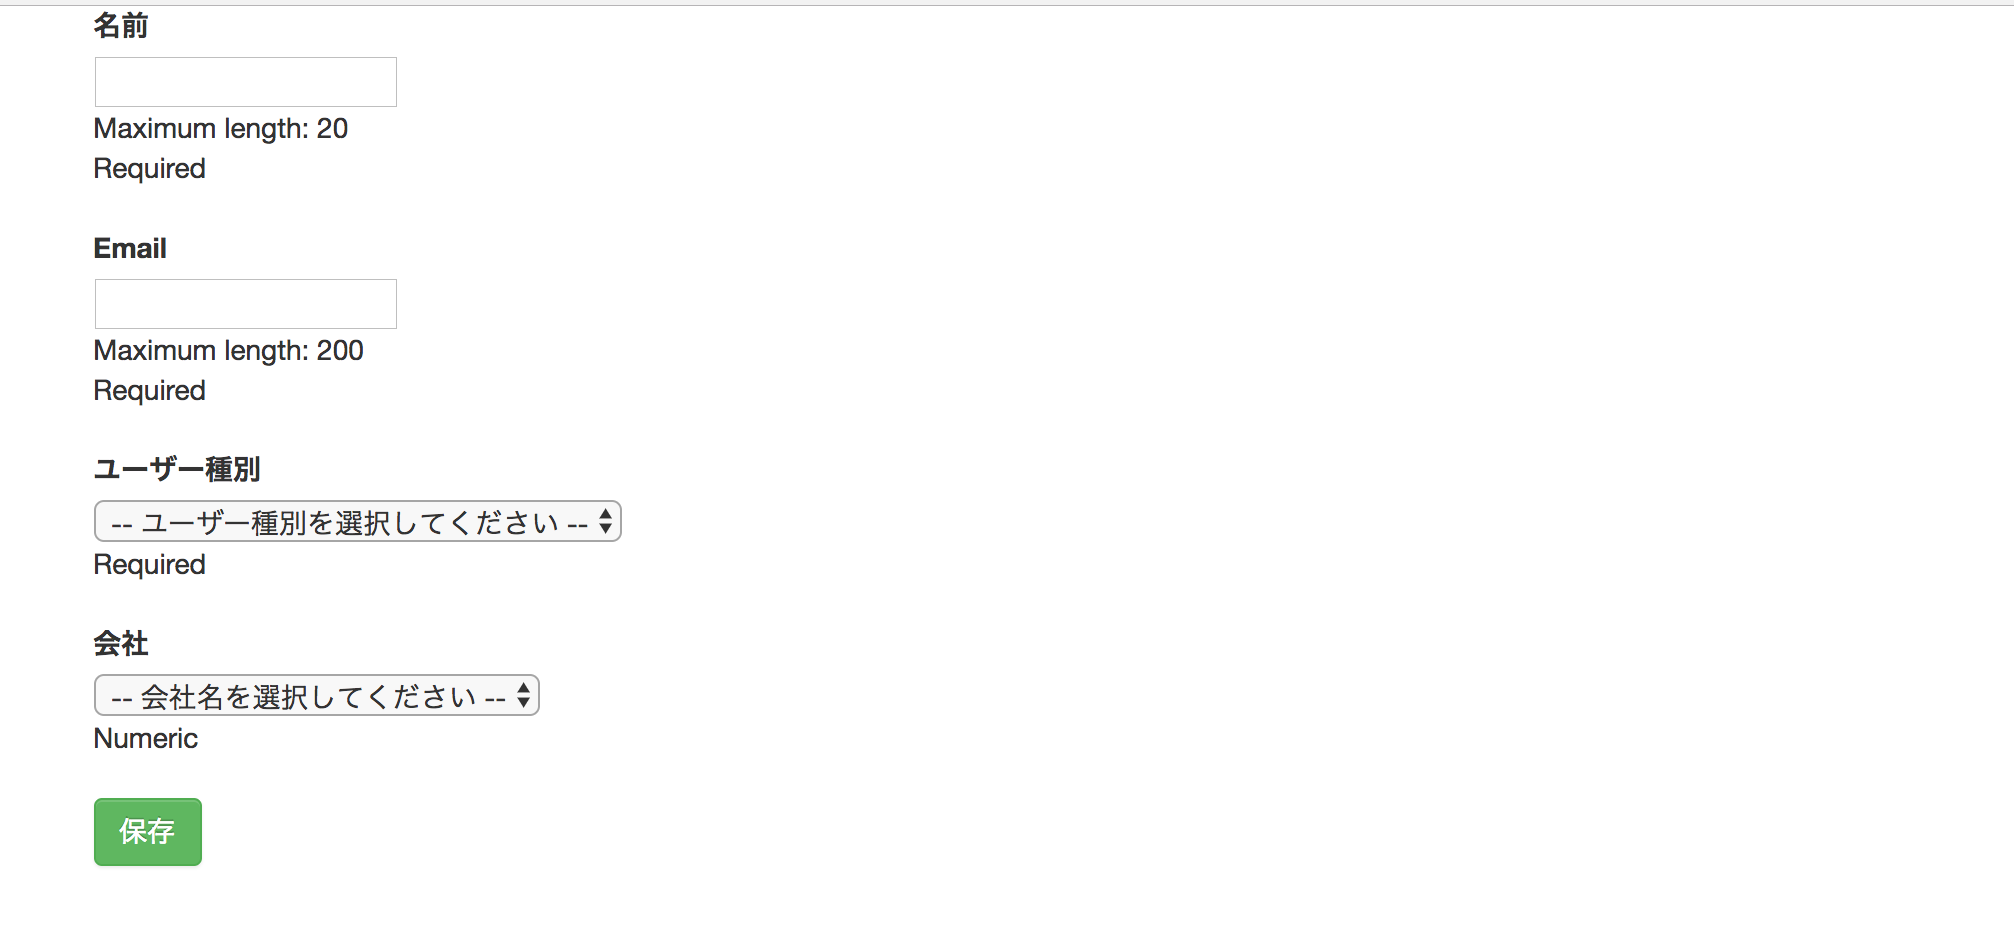 名前
Maximum length: 20
Required
Email
Maximum length: 200
Required
ユーザー種別
-- ユーザー種別を選択してください --
Required
会社
-- 会社名を選択してください --
Numeric
保存